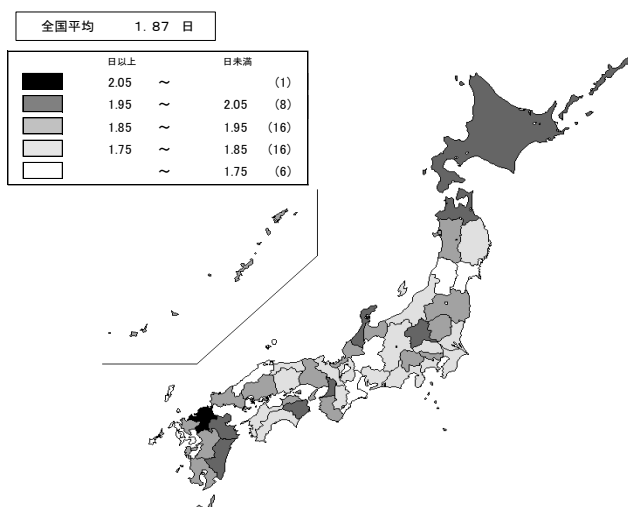 全国平均 1.87 日
日以上 日未満
2.05 ～ (1)
1.95 ～ 2.05 (8)
1.85 ～ 1.95 (16)
1.75 ～ 1.85 (16)
～ 1.75 (6)